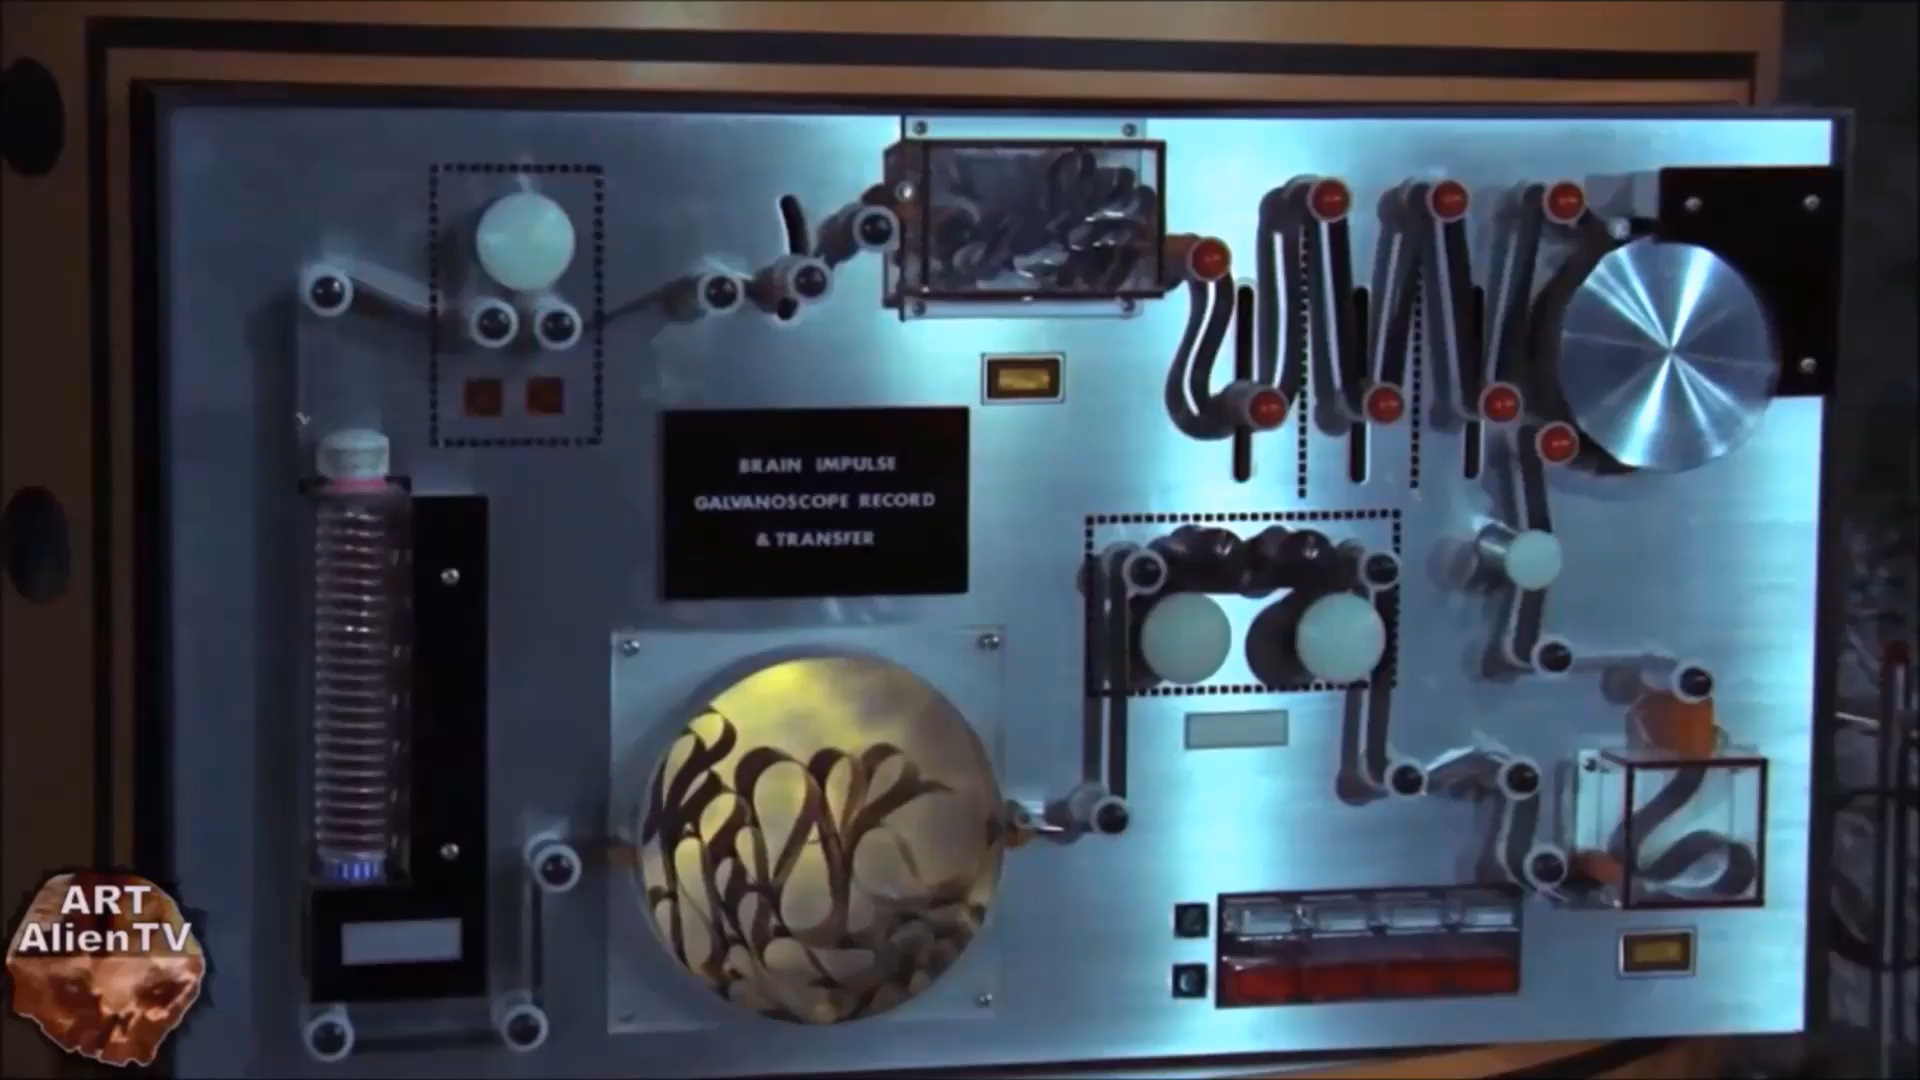 BRAIN IMPULSE
GALVANOSCOPE RECORD
& TRANSFER
ART
AlienTV